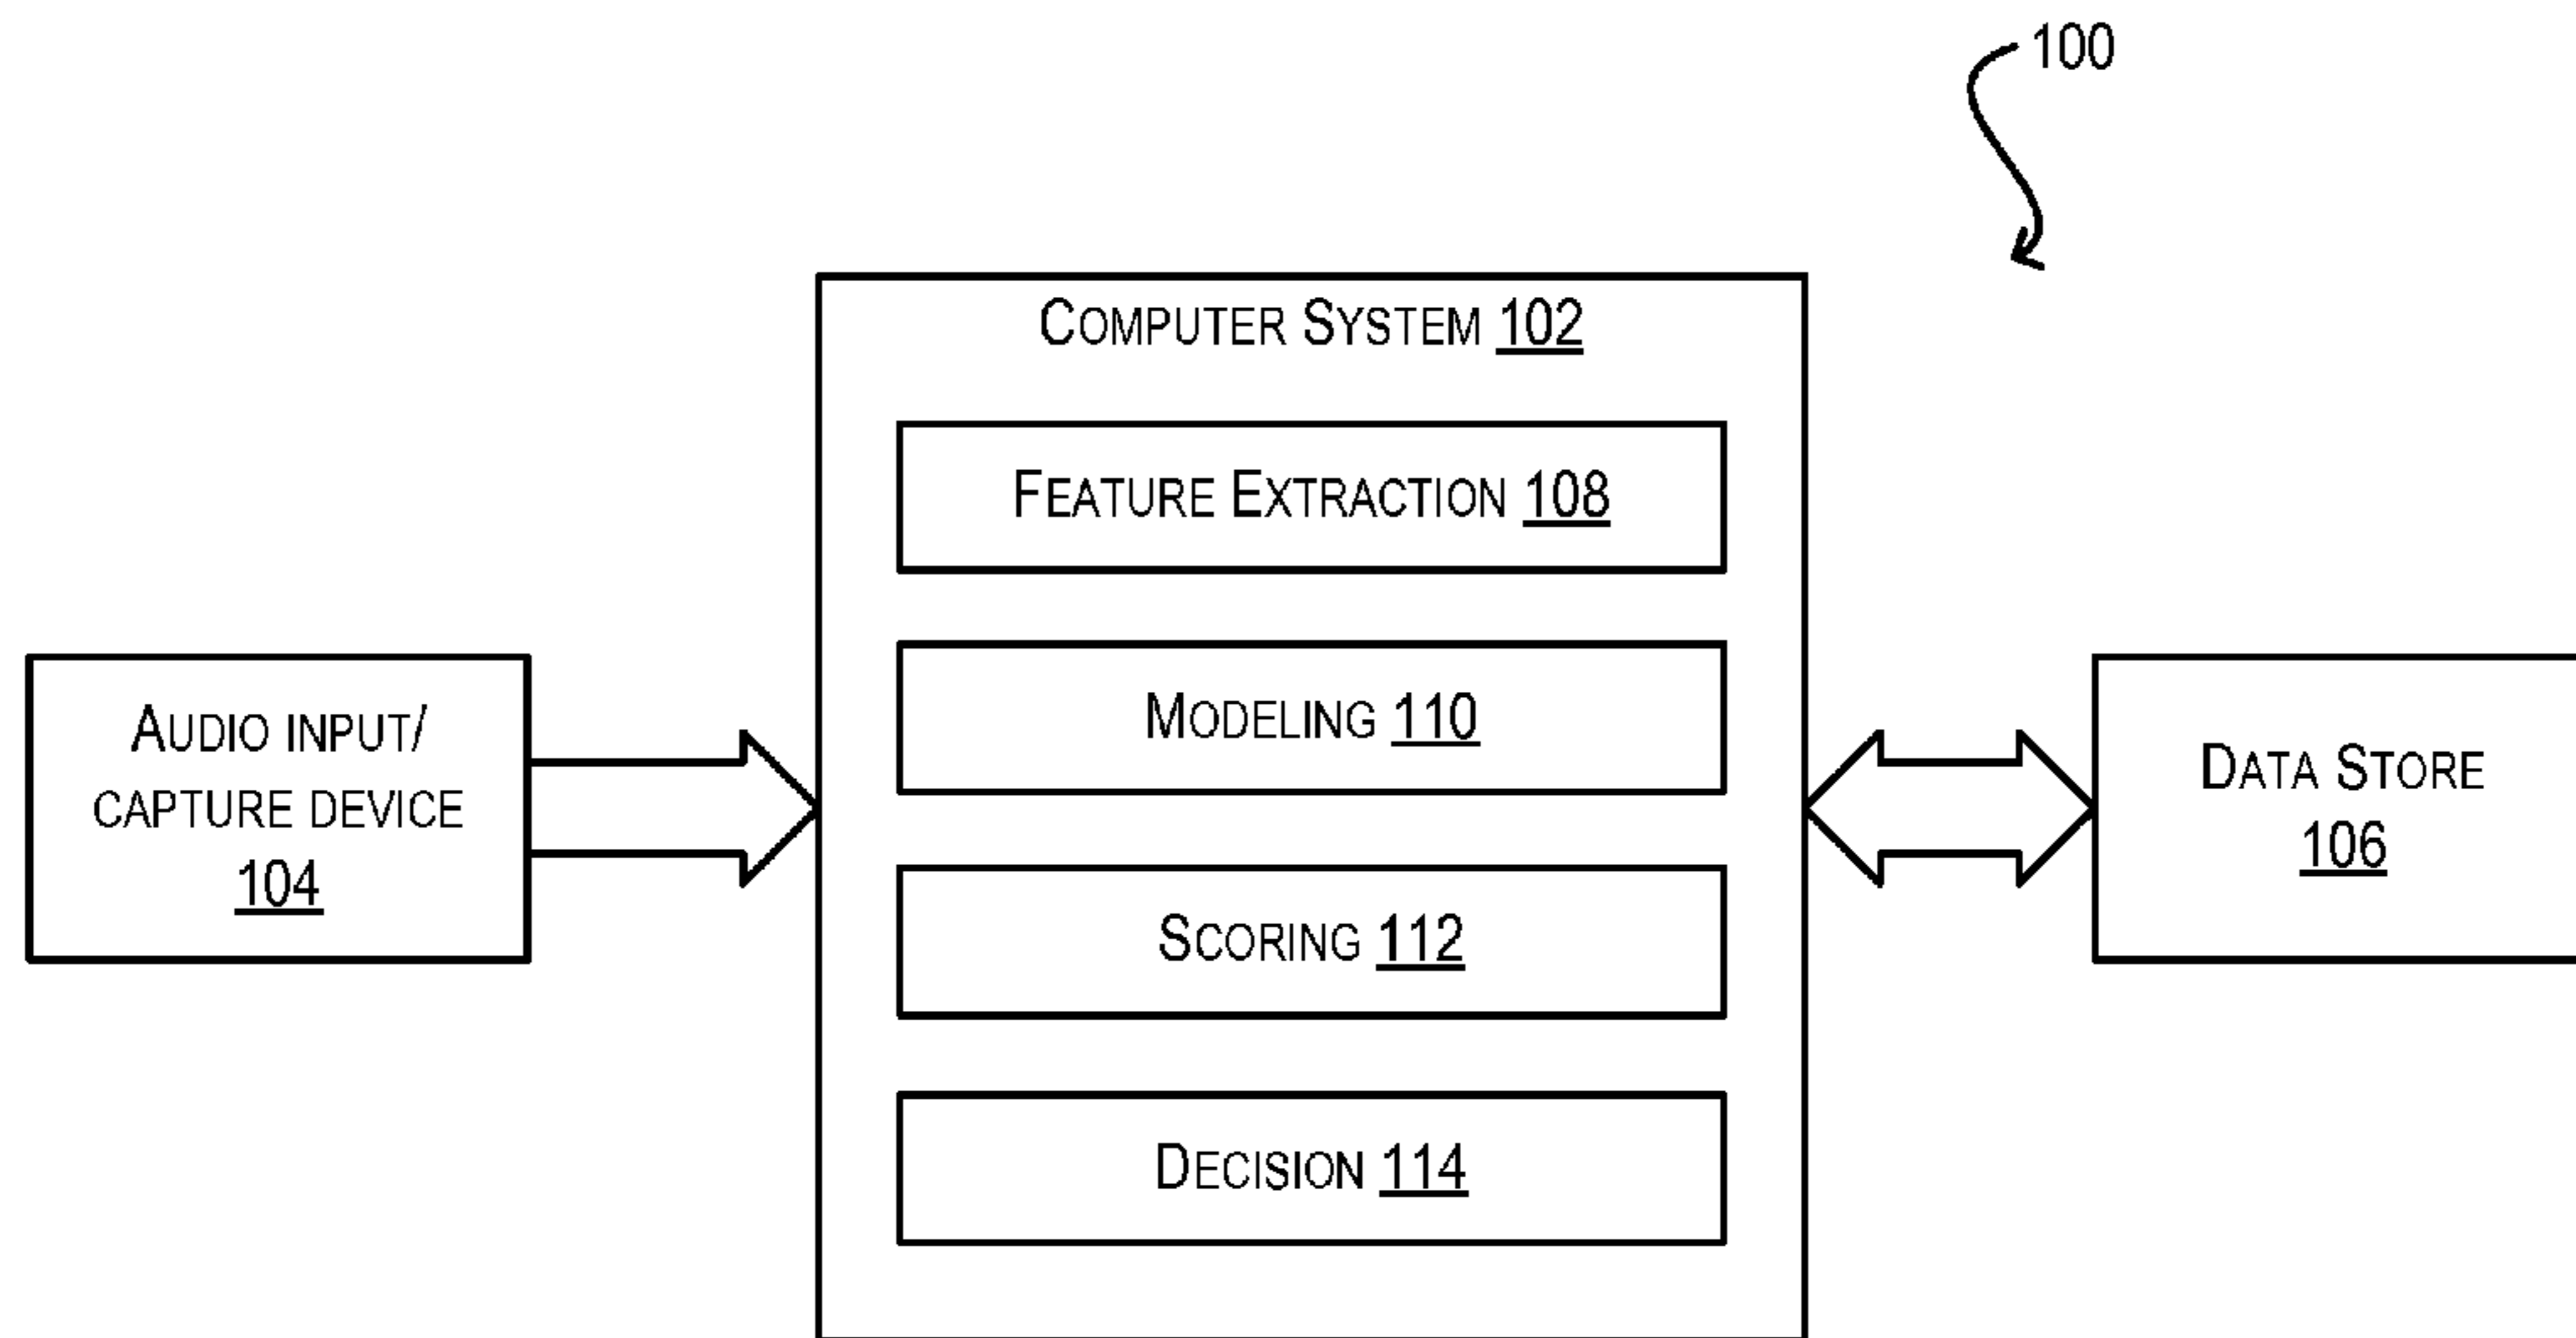 100
COMPUTER SYSTEM 102
FEATURE EXTRACTION 108
MODELING 110
SCORING 112
DECISION 114
AUDIO INPUT/
CAPTURE DEVICE
104
DATA STORE
106